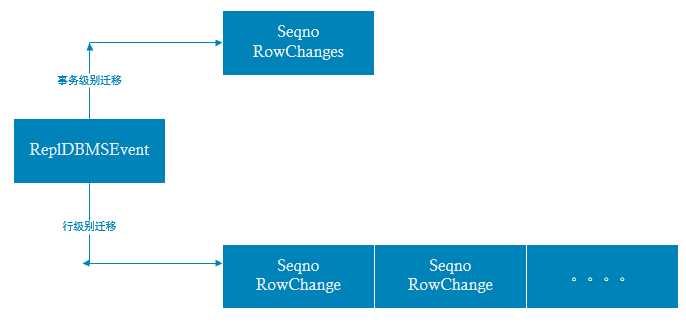 Seqno
RowChanges
事务级别迁移
ReplDBMSEvent
行级别迁移
Seqno
RowChange
Seqno
RowChange
。。。。